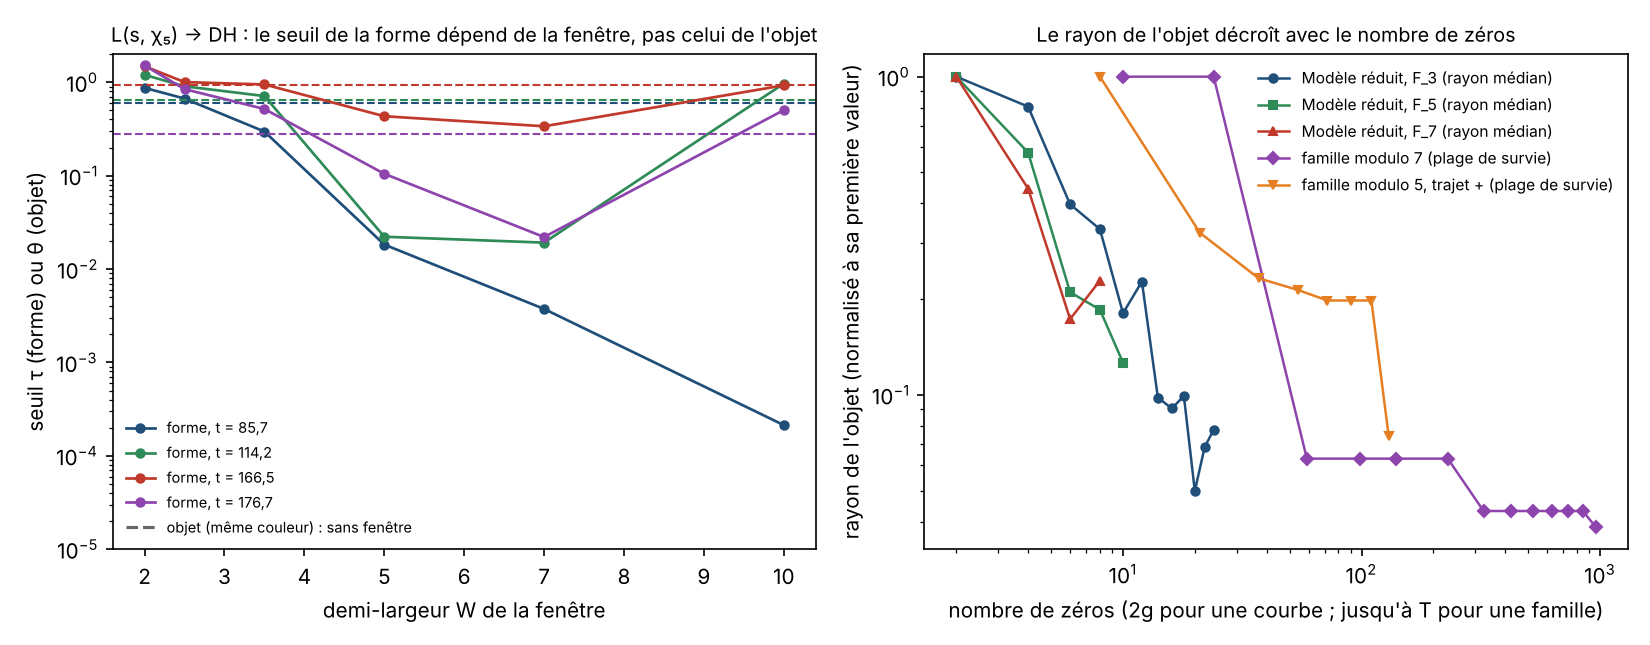 L(s, χ₅) → DH : le seuil de la forme dépend de la fenêtre, pas celui de l'objet
seuil τ (forme) ou θ (objet)
10⁰
10⁻¹
10⁻²
10⁻³
10⁻⁴
10⁻⁵
forme, t = 85,7
forme, t = 114,2
forme, t = 166,5
forme, t = 176,7
objet (même couleur) : sans fenêtre
2 3 4 5 6 7 8 9 10
demi-largeur W de la fenêtre
Le rayon de l'objet décroît avec le nombre de zéros
rayon de l'objet (normalisé à sa première valeur)
10⁰
10⁻¹
Modèle réduit, F_3 (rayon médian)
Modèle réduit, F_5 (rayon médian)
Modèle réduit, F_7 (rayon médian)
famille modulo 7 (plage de survie)
famille modulo 5, trajet + (plage de survie)
10¹ 10² 10³
nombre de zéros (2g pour une courbe ; jusqu'à T pour une famille)